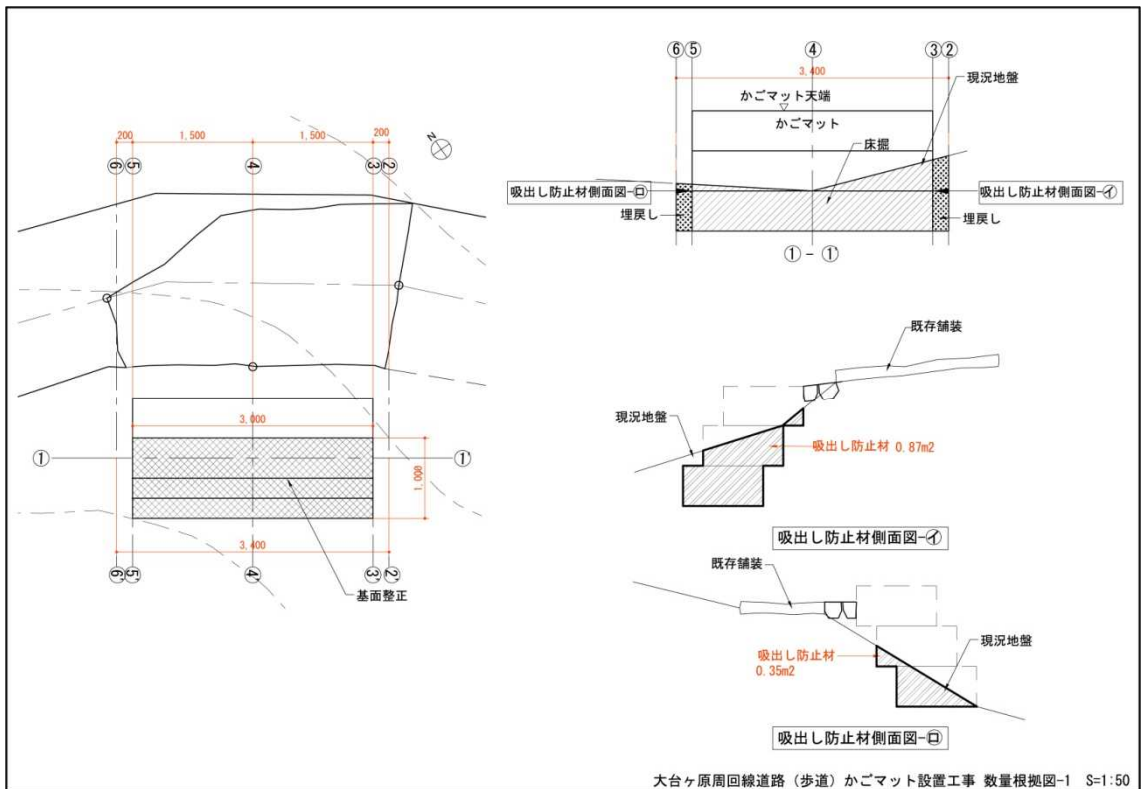 200
1,500
1,500
200
⑥
⑤
④
③
②
N
3,000
①
①'
1,000
3,400
⑥'
⑤'
④'
③'
②'
基面整正
⑥
⑤
④
③
②
3,400
現況地盤
かごマット天端
かごマット
床掘
吸出し防止材側面図-ロ
吸出し防止材側面図-イ
埋戻し
埋戻し
① - ①'
既存舗装
現況地盤
吸出し防止材 0.87m2
吸出し防止材側面図-イ
既存舗装
現況地盤
吸出し防止材
0.35m2
吸出し防止材側面図-ロ
大台ヶ原周回線道路（歩道）かごマット設置工事 数量根拠図-1 S=1:50